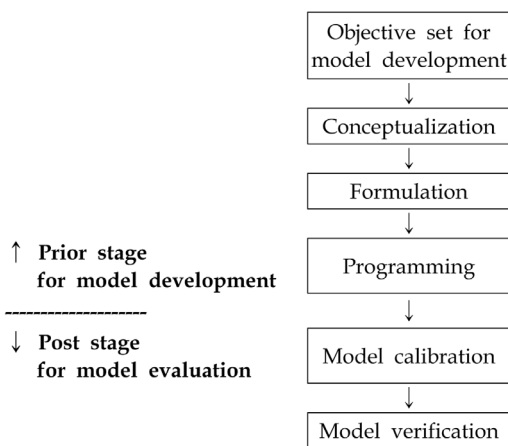 Objective set for
model development
↓
Conceptualization
↓
Formulation
↓
↑ Prior stage
for model development
Programming
--------------------
↓
↓ Post stage
for model evaluation
Model calibration
↓
Model verification